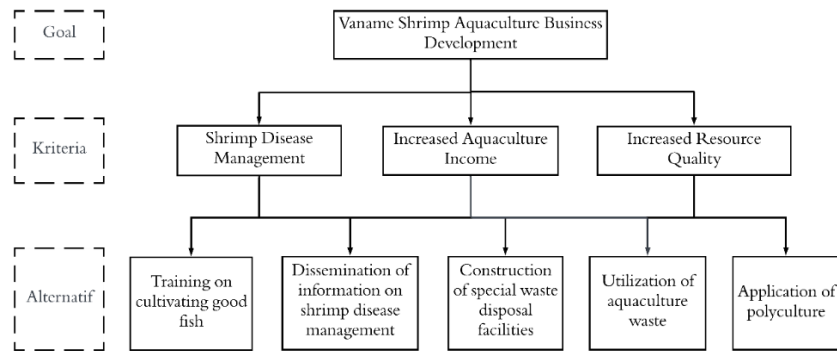 Goal
Vaname Shrimp Aquaculture Business
Development
Kriteria
Shrimp Disease
Management
Increased Aquaculture
Income
Increased Resource
Quality
Alternatif
Training on
cultivating good
fish
Dissemination of
information on
shrimp disease
management
Construction
of special waste
disposal
facilities
Utilization of
aquaculture
waste
Application of
polyculture